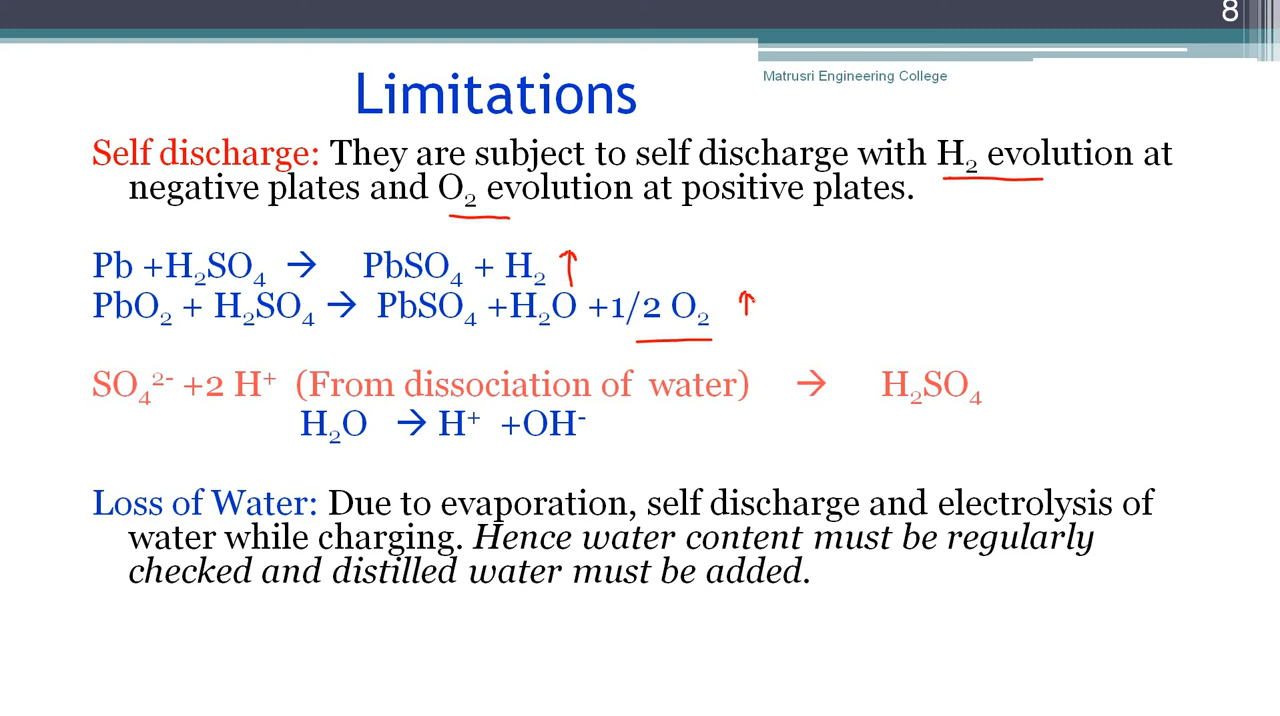 8
Matrusri Engineering College
Limitations
Self discharge: They are subject to self discharge with H₂ evolution at
negative plates and O₂ evolution at positive plates.
Pb +H₂SO₄ → PbSO₄ + H₂ ↑
PbO₂ + H₂SO₄ → PbSO₄ +H₂O +1/2 O₂ ↑
SO₄²⁻ +2 H⁺ (From dissociation of water) → H₂SO₄
H₂O → H⁺ +OH⁻
Loss of Water: Due to evaporation, self discharge and electrolysis of
water while charging. Hence water content must be regularly
checked and distilled water must be added.